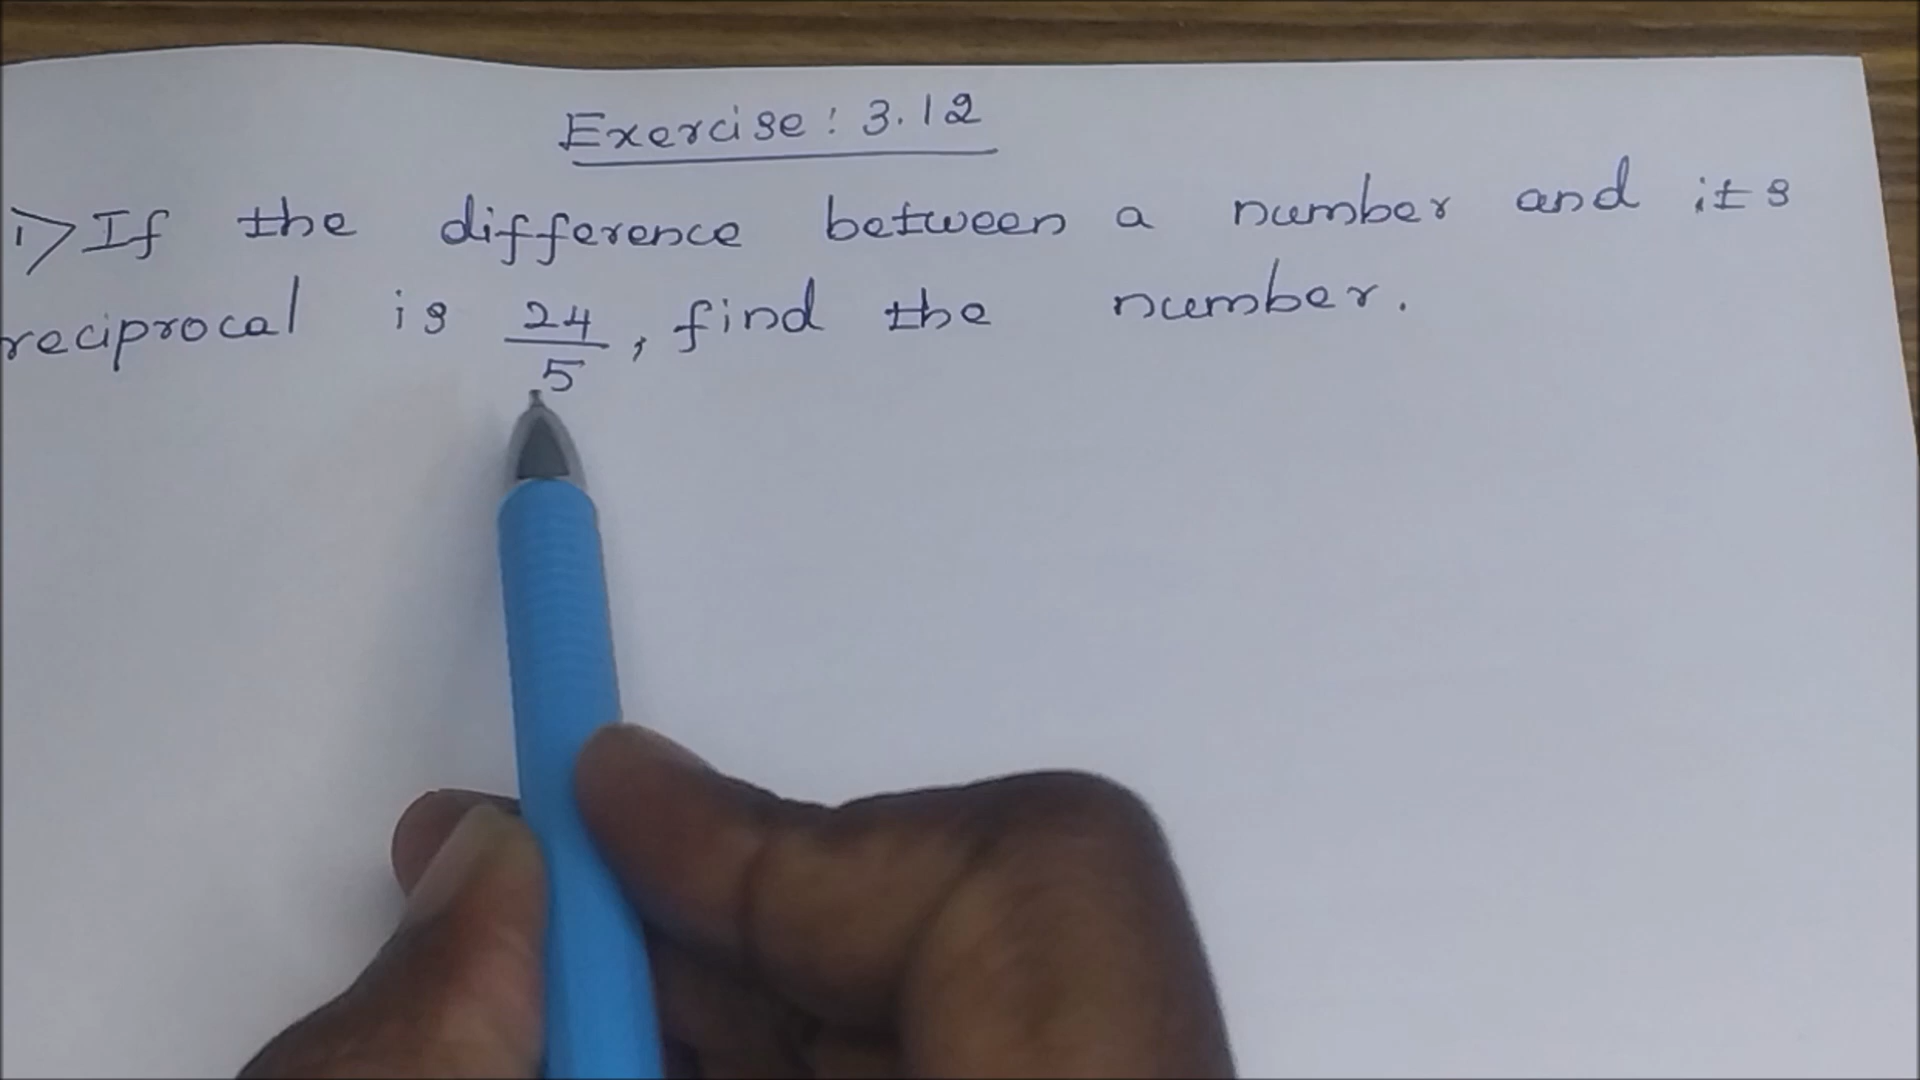 Exercise: 3.12
1) If the difference between a number and its
reciprocal is 24/5, find the number.